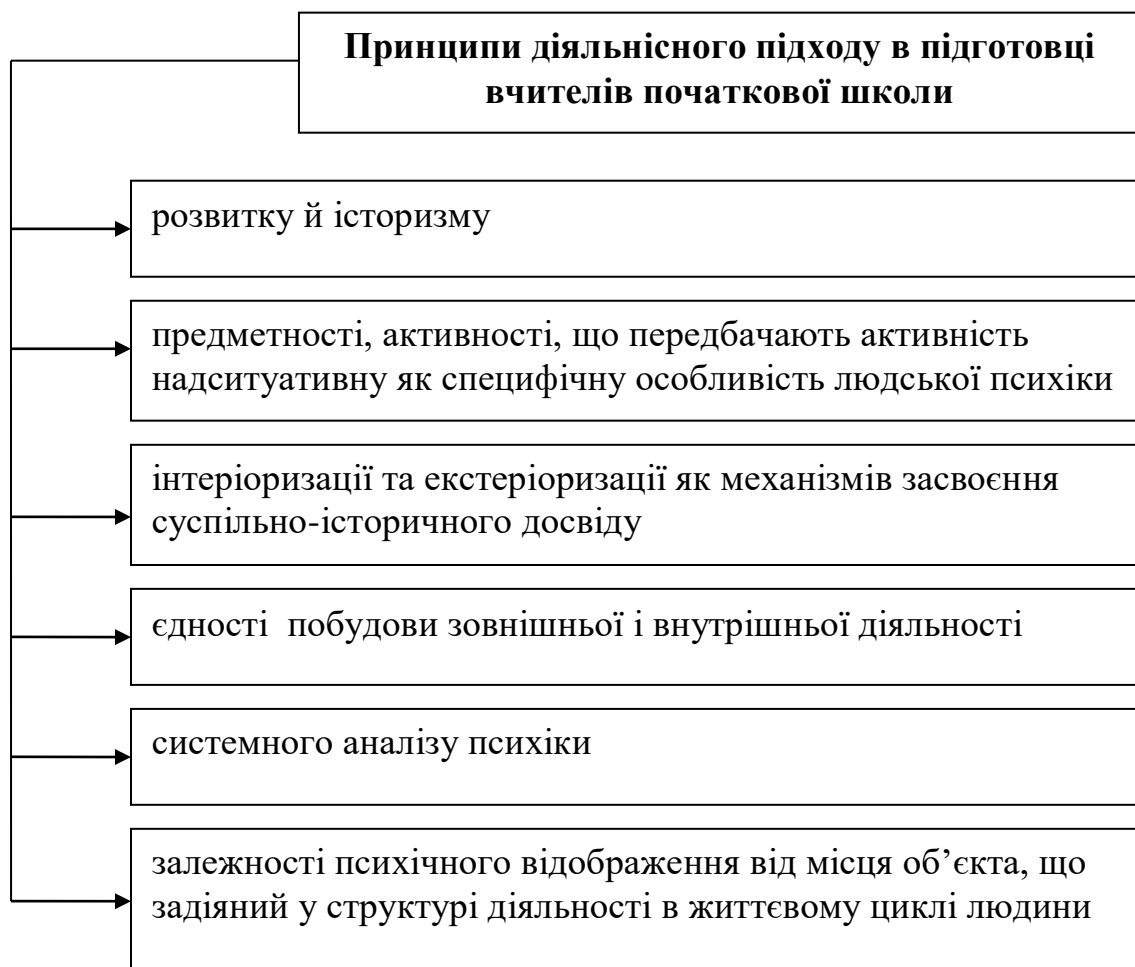 Принципи діяльнісного підходу в підготовці
вчителів початкової школи
розвитку й історизму
предметності, активності, що передбачають активність
надситуативну як специфічну особливість людської психіки
інтеріоризації та екстеріоризації як механізмів засвоєння
суспільно-історичного досвіду
єдності  побудови зовнішньої і внутрішньої діяльності
системного аналізу психіки
залежності психічного відображення від місця об’єкта, що
задіяний у структурі діяльності в життєвому циклі людини